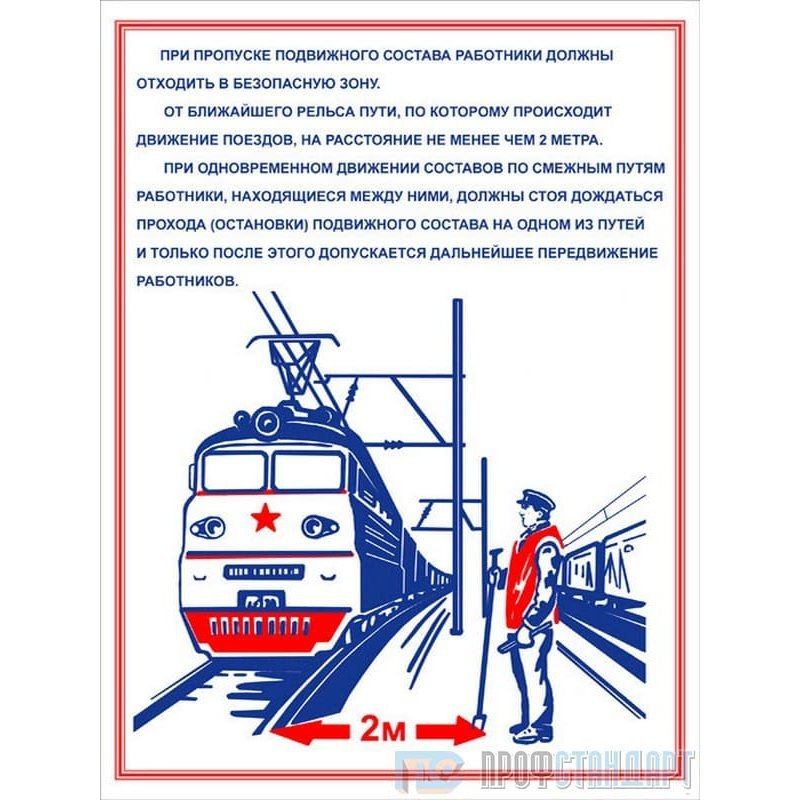 ПРИ ПРОПУСКЕ ПОДВИЖНОГО СОСТАВА РАБОТНИКИ ДОЛЖНЫ
ОТХОДИТЬ В БЕЗОПАСНУЮ ЗОНУ.
ОТ БЛИЖАЙШЕГО РЕЛЬСА ПУТИ, ПО КОТОРОМУ ПРОИСХОДИТ
ДВИЖЕНИЕ ПОЕЗДОВ, НА РАССТОЯНИЕ НЕ МЕНЕЕ ЧЕМ 2 МЕТРА.
ПРИ ОДНОВРЕМЕННОМ ДВИЖЕНИИ СОСТАВОВ ПО СМЕЖНЫМ ПУТЯМ
РАБОТНИКИ, НАХОДЯЩИЕСЯ МЕЖДУ НИМИ, ДОЛЖНЫ СТОЯ ДОЖДАТЬСЯ
ПРОХОДА (ОСТАНОВКИ) ПОДВИЖНОГО СОСТАВА НА ОДНОМ ИЗ ПУТЕЙ
И ТОЛЬКО ПОСЛЕ ЭТОГО ДОПУСКАЕТСЯ ДАЛЬНЕЙШЕЕ ПЕРЕДВИЖЕНИЕ
РАБОТНИКОВ.
2м
ПС ПРОФСТАНДАРТ